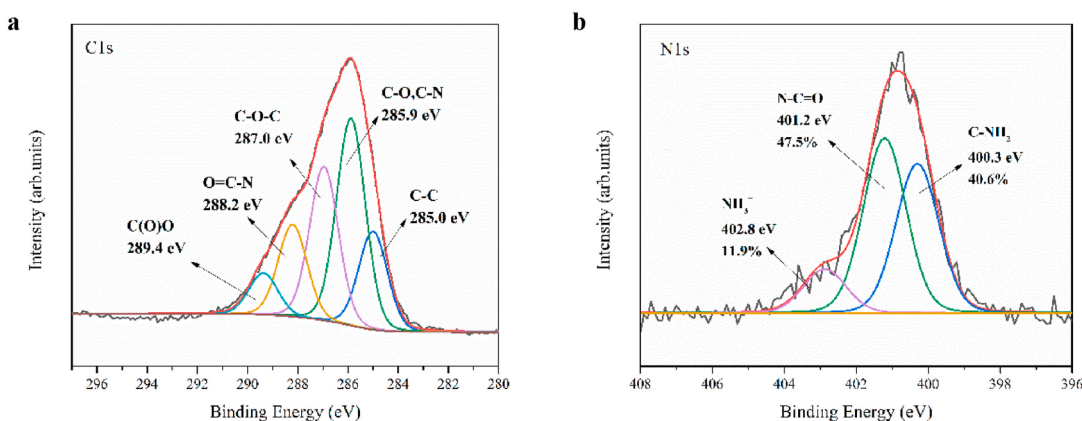 a
C1s
C-O,C-N
285.9 eV
C-O-C
287.0 eV
O=C-N
288.2 eV
C-C
285.0 eV
C(O)O
289.4 eV
Intensity (arb.units)
296 294 292 290 288 286 284 282 280
Binding Energy (eV)
b
N1s
N-C=O
401.2 eV
47.5%
C-NH₂
400.3 eV
40.6%
NH₃⁻
402.8 eV
11.9%
Intensity (arb.units)
408 406 404 402 400 398 396
Binding Energy (eV)